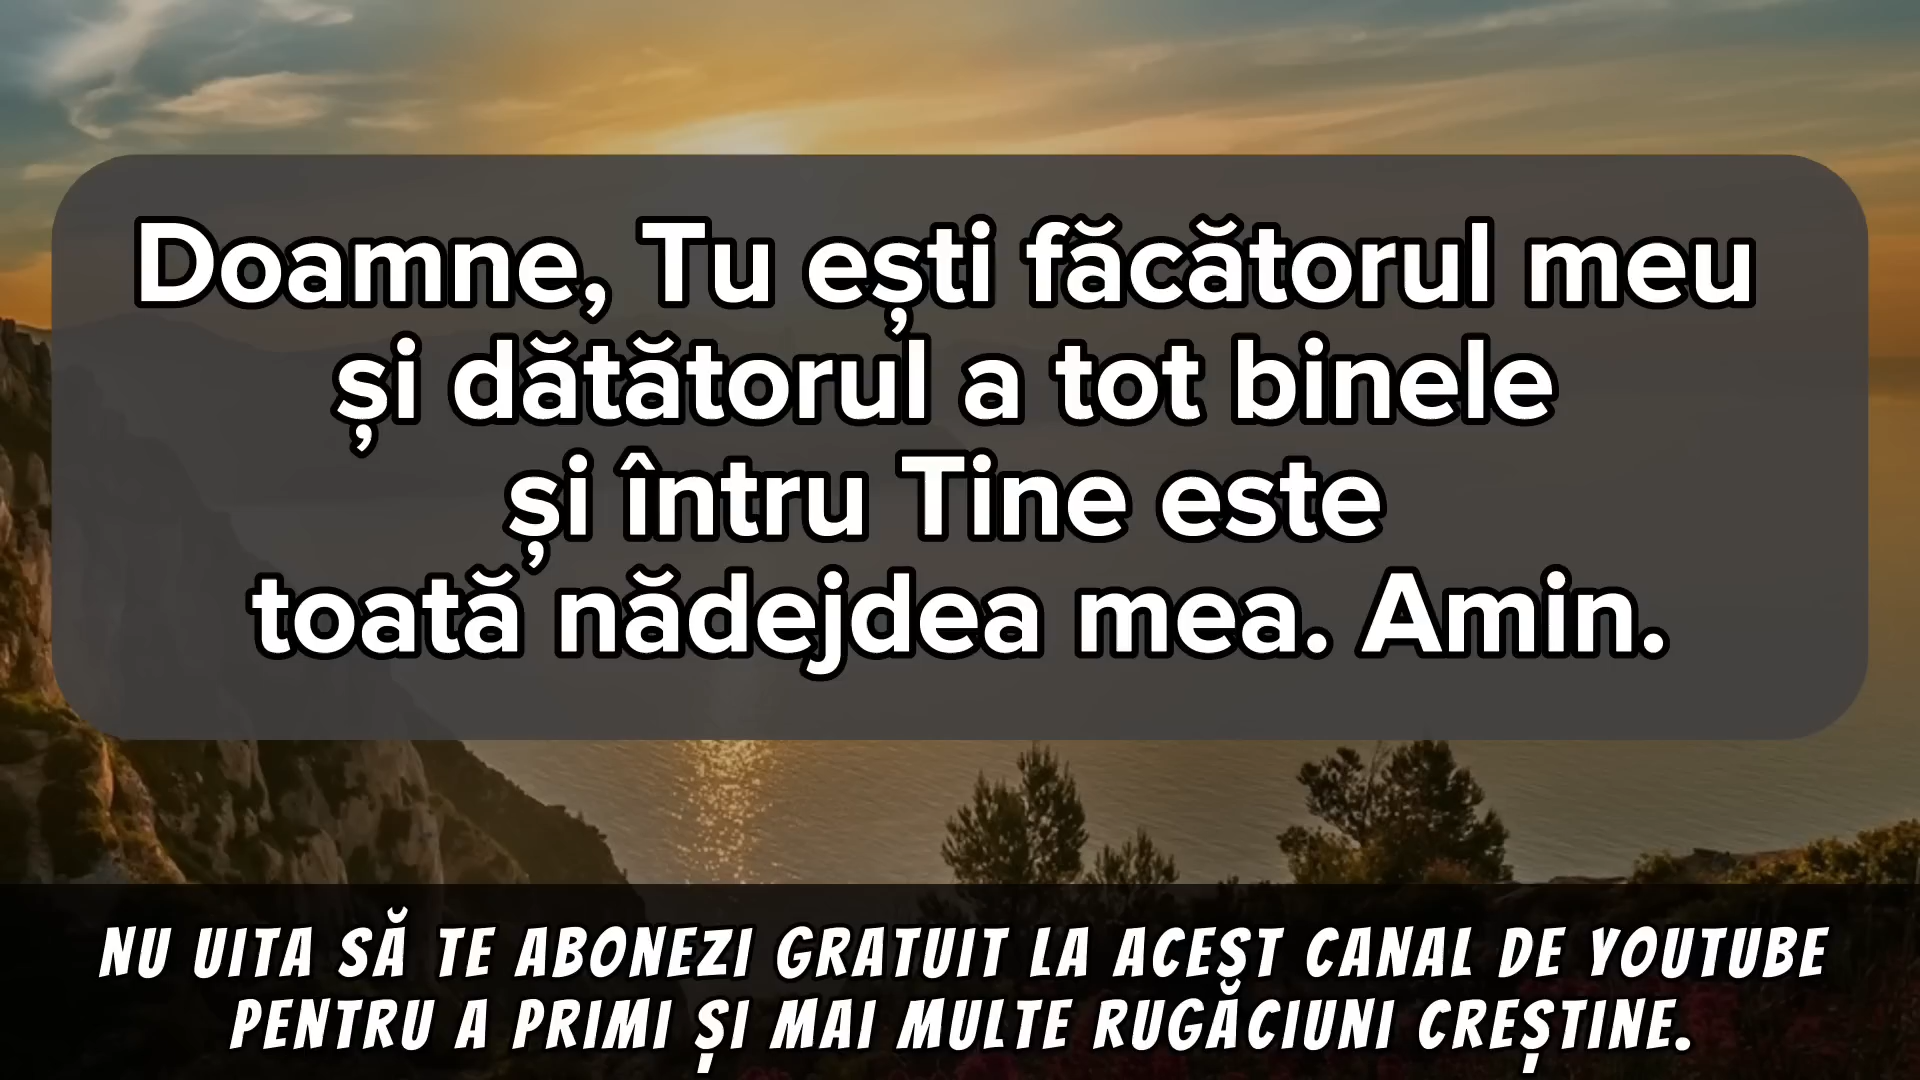 Doamne, Tu ești făcătorul meu
și dătătorul a tot binele
și întru Tine este
toată nădejdea mea. Amin.
NU UITA SĂ TE ABONEZI GRATUIT LA ACEȘT CANAL DE YOUTUBE
PENTRU A PRIMI ȘI MAI MULTE RUGĂCIUNI CREȘTINE.